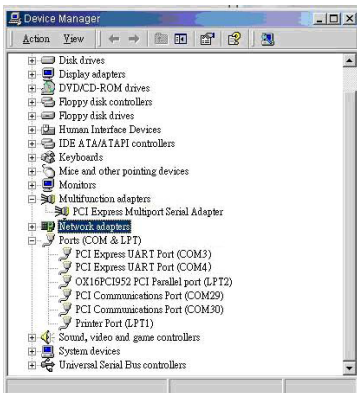 Device Manager
Action View
Disk drives
Display adapters
DVD/CD-ROM drives
Floppy disk controllers
Floppy disk drives
Human Interface Devices
IDE ATA/ATAPI controllers
Keyboards
Mice and other pointing devices
Monitors
Multifunction adapters
PCI Express Multiport Serial Adapter
Network adapters
Ports (COM & LPT)
PCI Express UART Port (COM3)
PCI Express UART Port (COM4)
OX16PCI952 PCI Parallel port (LPT2)
PCI Communications Port (COM29)
PCI Communications Port (COM30)
Printer Port (LPT1)
Sound, video and game controllers
System devices
Universal Serial Bus controllers